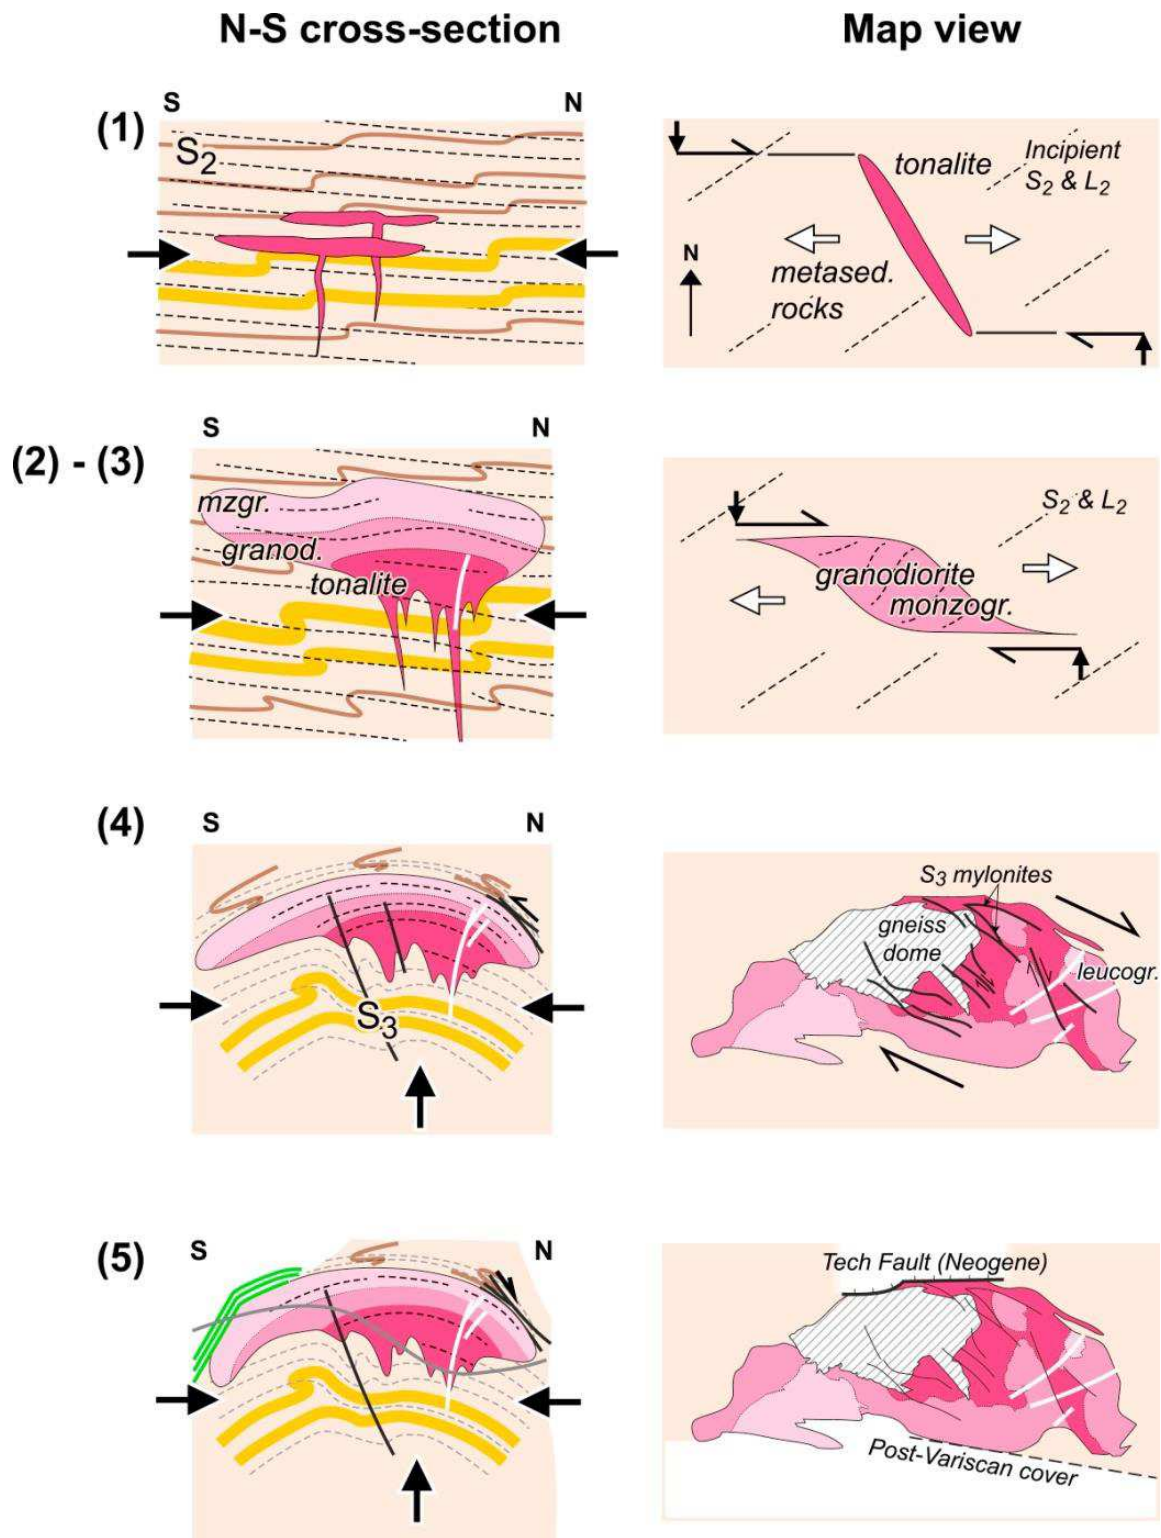 N-S cross-section
Map view
(1)
S
N
S2
tonalite
Incipient
S2 & L2
N
metased.
rocks
(2) - (3)
S
N
mzgr.
granod.
tonalite
S2 & L2
granodiorite
monzogr.
(4)
S
N
S3
S3 mylonites
gneiss
dome
leucogr.
(5)
S
N
Tech Fault (Neogene)
Post-Variscan cover